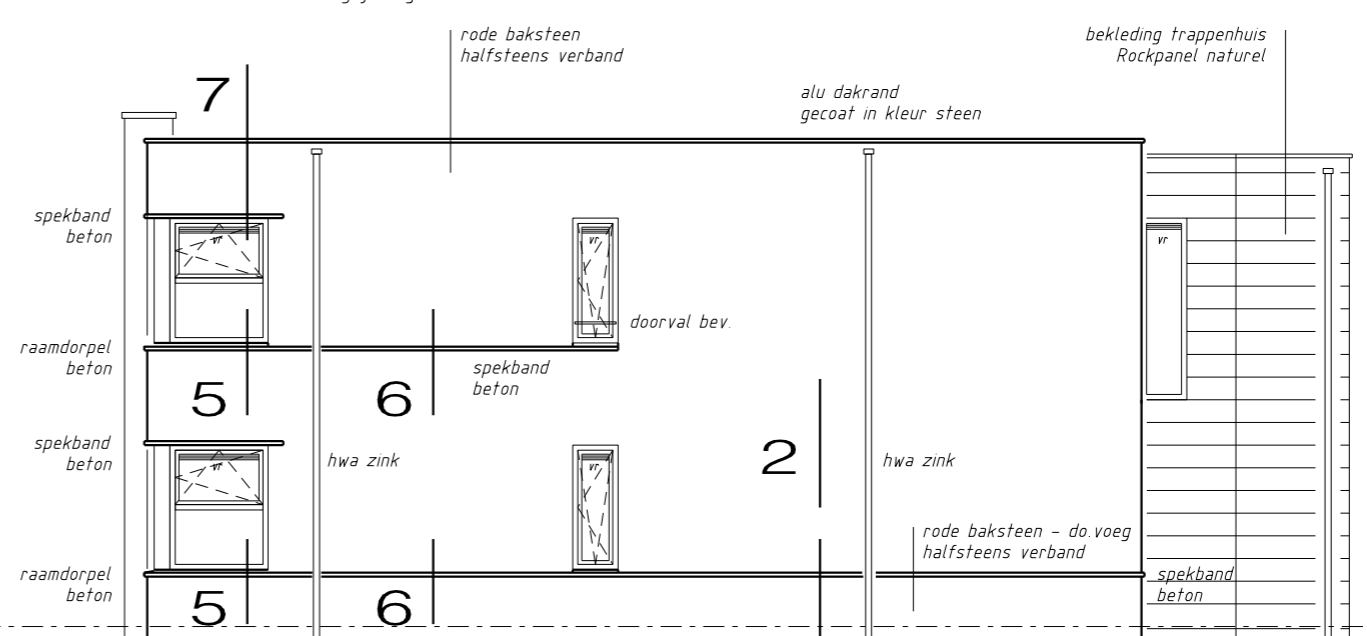 rode baksteen
halfsteens verband
bekleding trappenhuis
Rockpanel naturel
7
alu dakrand
gecoat in kleur steen
spekband
beton
vr
vr
vr
doorval bev.
raamdorpel
beton
spekband
beton
5
6
spekband
beton
vr
vr
hwa zink
2
hwa zink
rode baksteen - do.voeg
halfsteens verband
raamdorpel
beton
spekband
beton
5
6